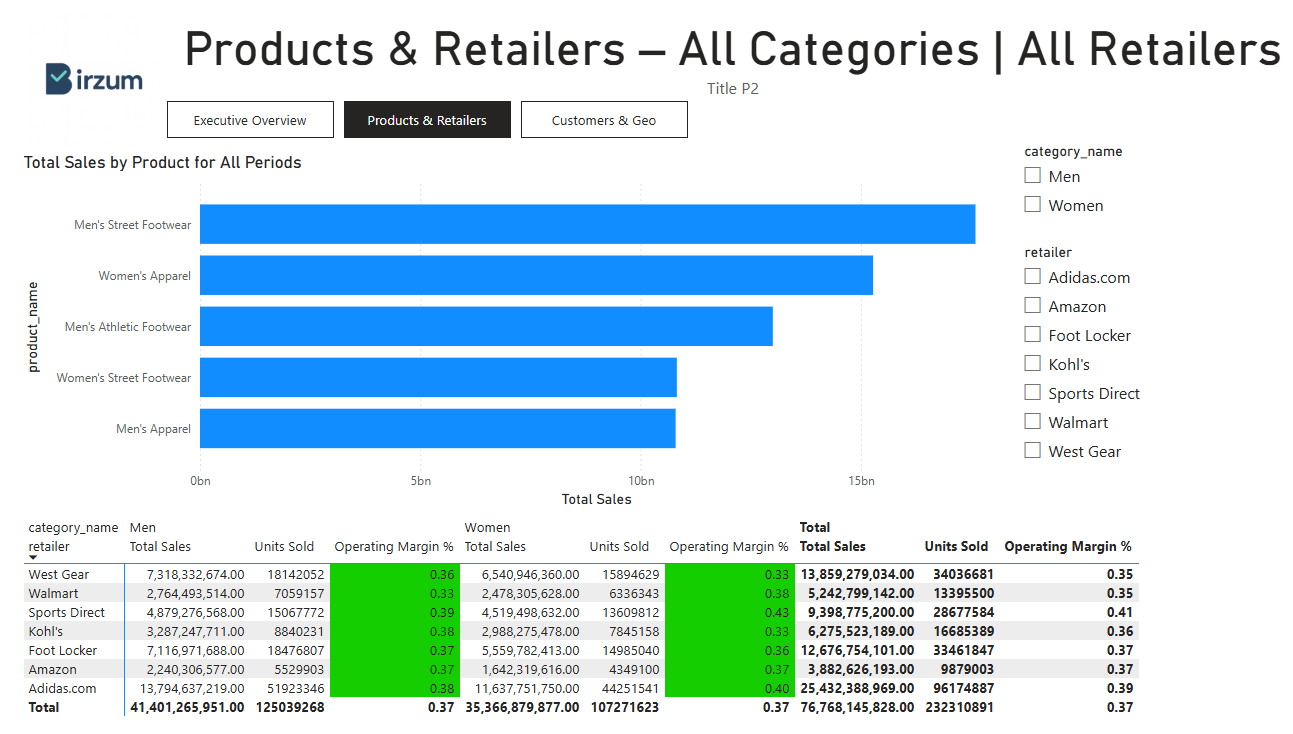 Products & Retailers – All Categories | All Retailers
Birzum
Title P2
Executive Overview
Products & Retailers
Customers & Geo
Total Sales by Product for All Periods
product_name
Men's Street Footwear
Women's Apparel
Men's Athletic Footwear
Women's Street Footwear
Men's Apparel
0bn 5bn 10bn 15bn
Total Sales
category_name
Men
Women
retailer
Adidas.com
Amazon
Foot Locker
Kohl's
Sports Direct
Walmart
West Gear
category_name Men Women Total
retailer Total Sales Units Sold Operating Margin % Total Sales Units Sold Operating Margin % Total Sales Units Sold Operating Margin %
West Gear 7,318,332,674.00 18142052 0.36 6,540,946,360.00 15894629 0.33 13,859,279,034.00 34036681 0.35
Walmart 2,764,493,514.00 7059157 0.33 2,478,305,628.00 6336343 0.38 5,242,799,142.00 13395500 0.35
Sports Direct 4,879,276,568.00 15067772 0.39 4,519,498,632.00 13609812 0.43 9,398,775,200.00 28677584 0.41
Kohl's 3,287,247,711.00 8840231 0.38 2,988,275,478.00 7845158 0.33 6,275,523,189.00 16685389 0.36
Foot Locker 7,116,971,688.00 18476807 0.37 5,559,782,413.00 14985040 0.36 12,676,754,101.00 33461847 0.37
Amazon 2,240,306,577.00 5529903 0.37 1,642,319,616.00 4349100 0.37 3,882,626,193.00 9879003 0.37
Adidas.com 13,794,637,219.00 51923346 0.38 11,637,751,750.00 44251541 0.40 25,432,388,969.00 96174887 0.39
Total 41,401,265,951.00 125039268 0.37 35,366,879,877.00 107271623 0.37 76,768,145,828.00 232310891 0.37